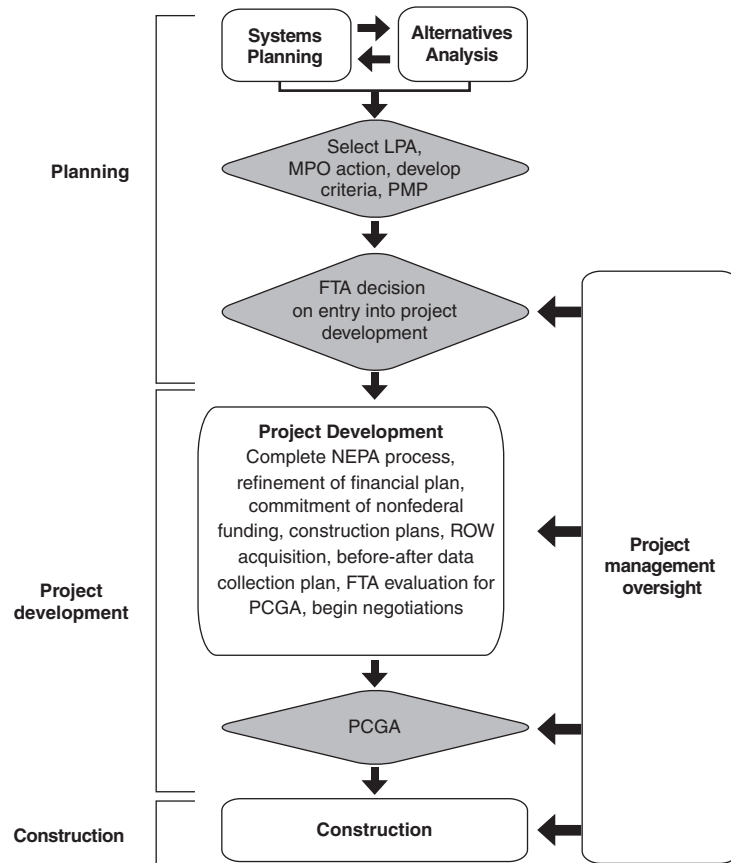 Systems
Planning
Alternatives
Analysis
Select LPA,
MPO action, develop
criteria, PMP
Planning
FTA decision
on entry into project
development
Project Development
Complete NEPA process,
refinement of financial plan,
commitment of nonfederal
funding, construction plans, ROW
acquisition, before-after data
collection plan, FTA evaluation for
PCGA, begin negotiations
Project
management
oversight
Project
development
PCGA
Construction
Construction